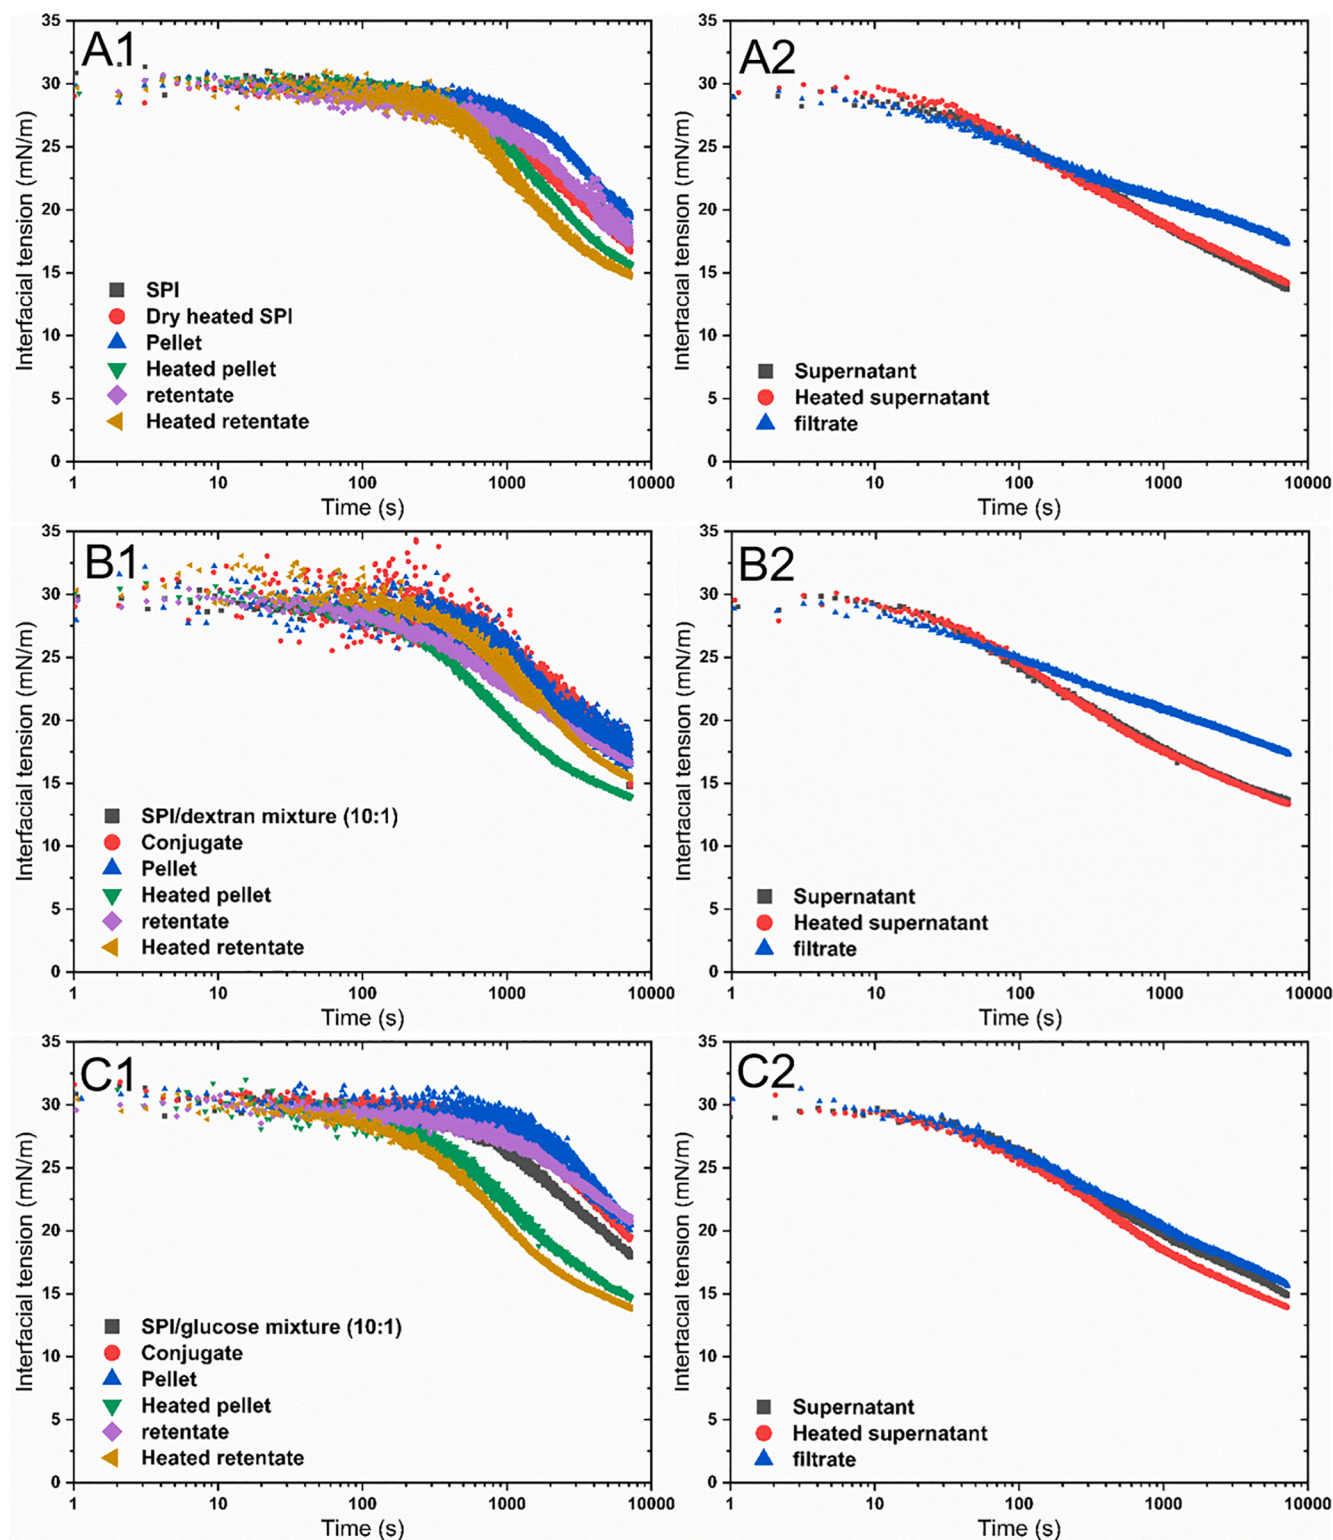 A1
35
30
25
20
15
10
5
0
Interfacial tension (mN/m)
SPI
Dry heated SPI
Pellet
Heated pellet
retentate
Heated retentate
1 10 100 1000 10000
Time (s)
A2
35
30
25
20
15
10
5
0
Interfacial tension (mN/m)
Supernatant
Heated supernatant
filtrate
1 10 100 1000 10000
Time (s)
B1
35
30
25
20
15
10
5
0
Interfacial tension (mN/m)
SPI/dextran mixture (10:1)
Conjugate
Pellet
Heated pellet
retentate
Heated retentate
1 10 100 1000 10000
Time (s)
B2
35
30
25
20
15
10
5
0
Interfacial tension (mN/m)
Supernatant
Heated supernatant
filtrate
1 10 100 1000 10000
Time (s)
C1
35
30
25
20
15
10
5
0
Interfacial tension (mN/m)
SPI/glucose mixture (10:1)
Conjugate
Pellet
Heated pellet
retentate
Heated retentate
1 10 100 1000 10000
Time (s)
C2
35
30
25
20
15
10
5
0
Interfacial tension (mN/m)
Supernatant
Heated supernatant
filtrate
1 10 100 1000 10000
Time (s)